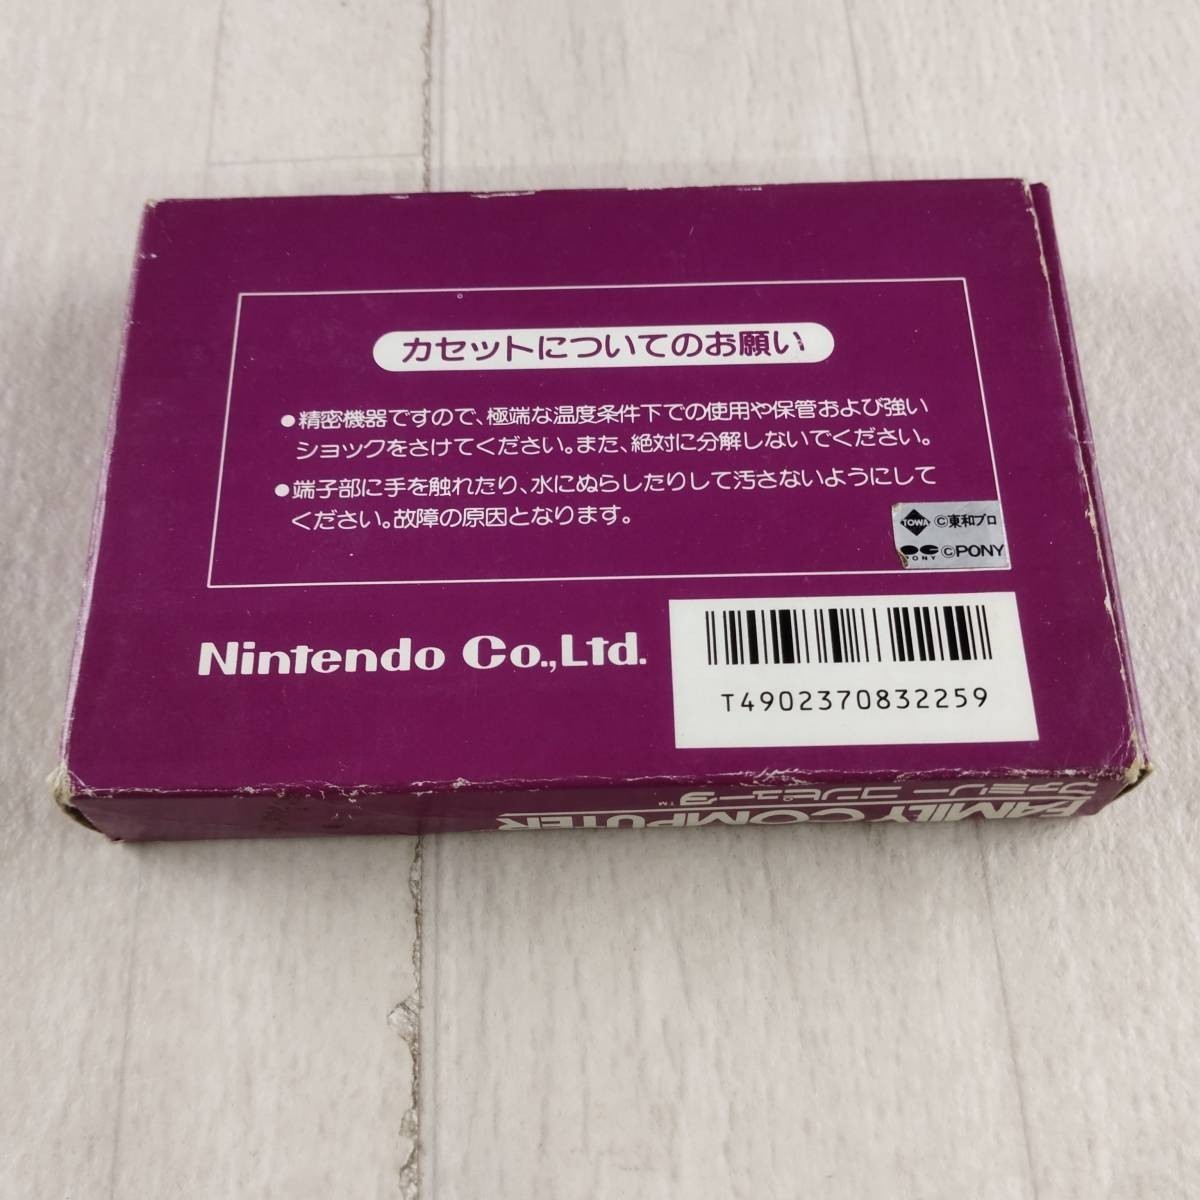 カセットについてのお願い
●精密機器ですので、極端な温度条件下での使用や保管および強い
ショックをさけてください。また、絶対に分解しないでください。
●端子部に手を触れたり、水にぬらしたりして汚さないようにして
ください。故障の原因となります。
TOWA ©東和プロ
PONY ©PONY
Nintendo Co.,Ltd.
T4902370832259
ファミリー コンピュータ™
FAMILY COMPUTER